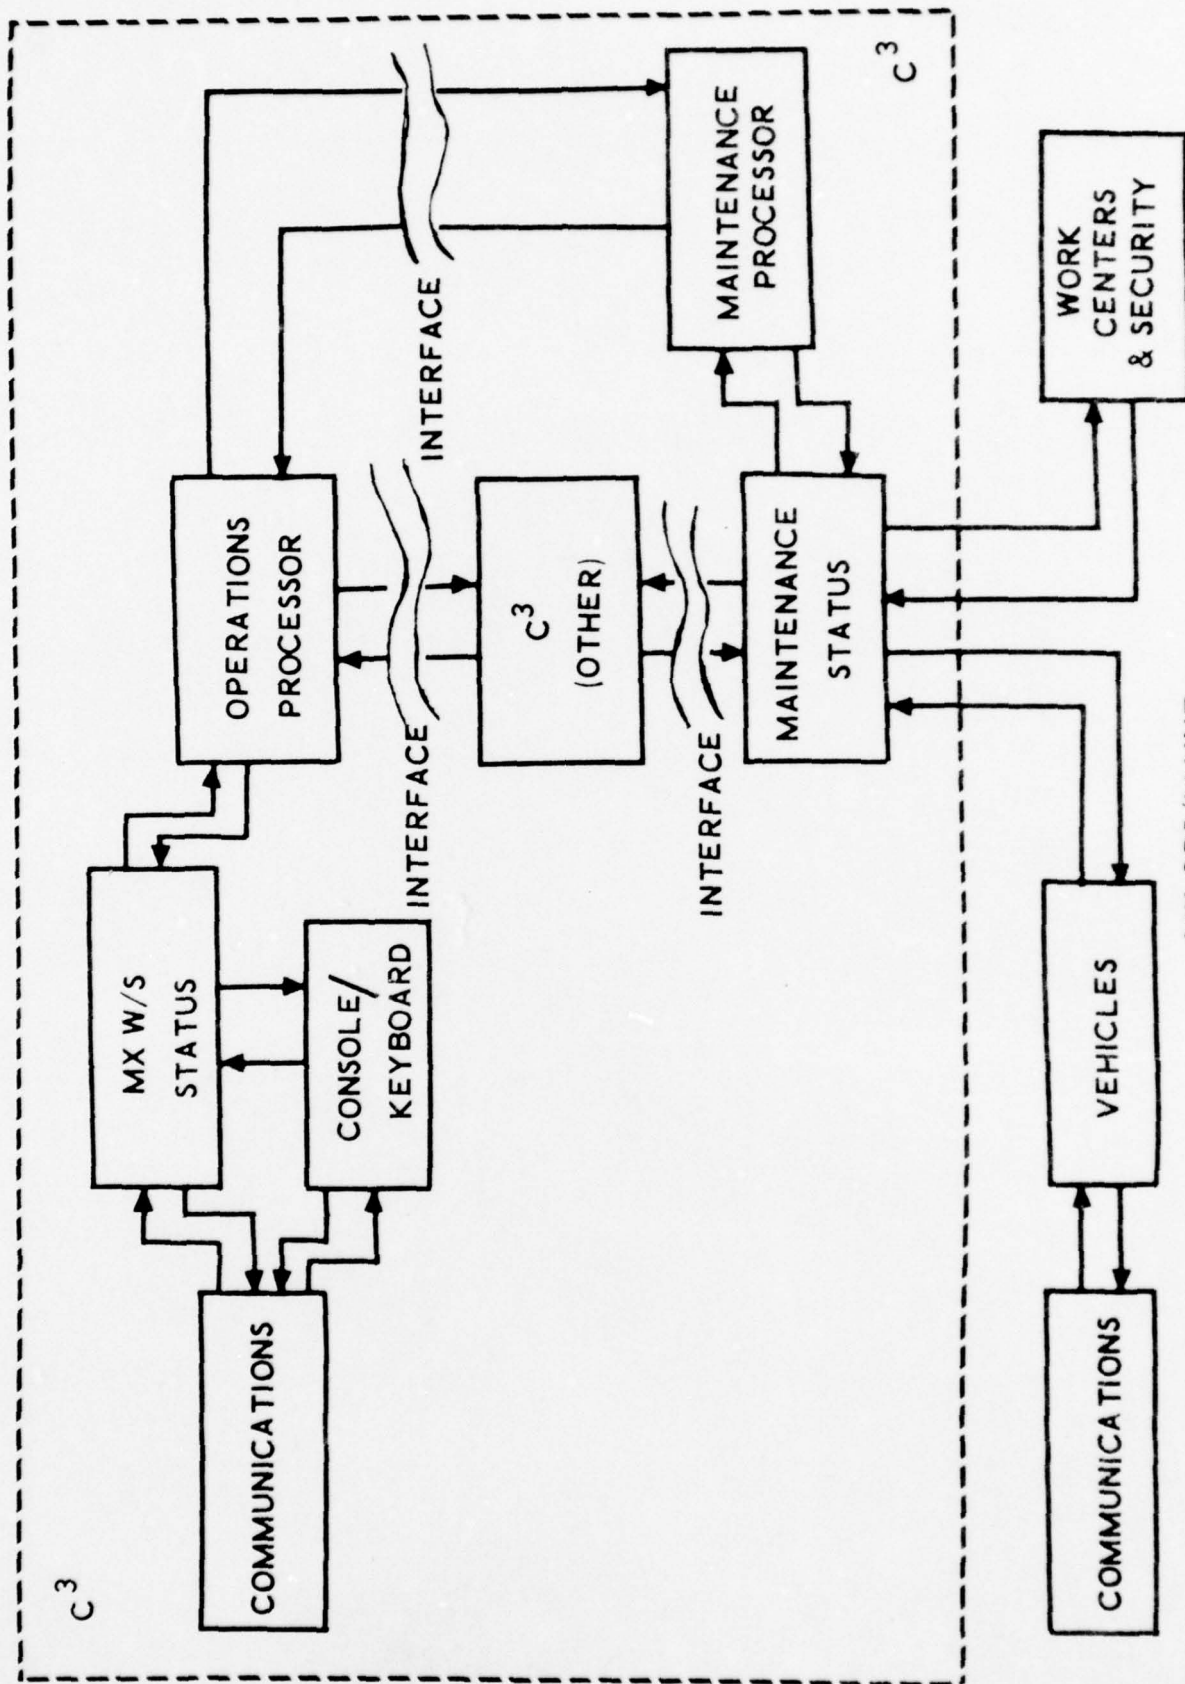 C³
COMMUNICATIONS
MX W/S
STATUS
CONSOLE/
KEYBOARD
OPERATIONS
PROCESSOR
INTERFACE
INTERFACE
C³
(OTHER)
INTERFACE
MAINTENANCE
STATUS
MAINTENANCE
PROCESSOR
C³
COMMUNICATIONS
VEHICLES
WORK
CENTERS
& SECURITY